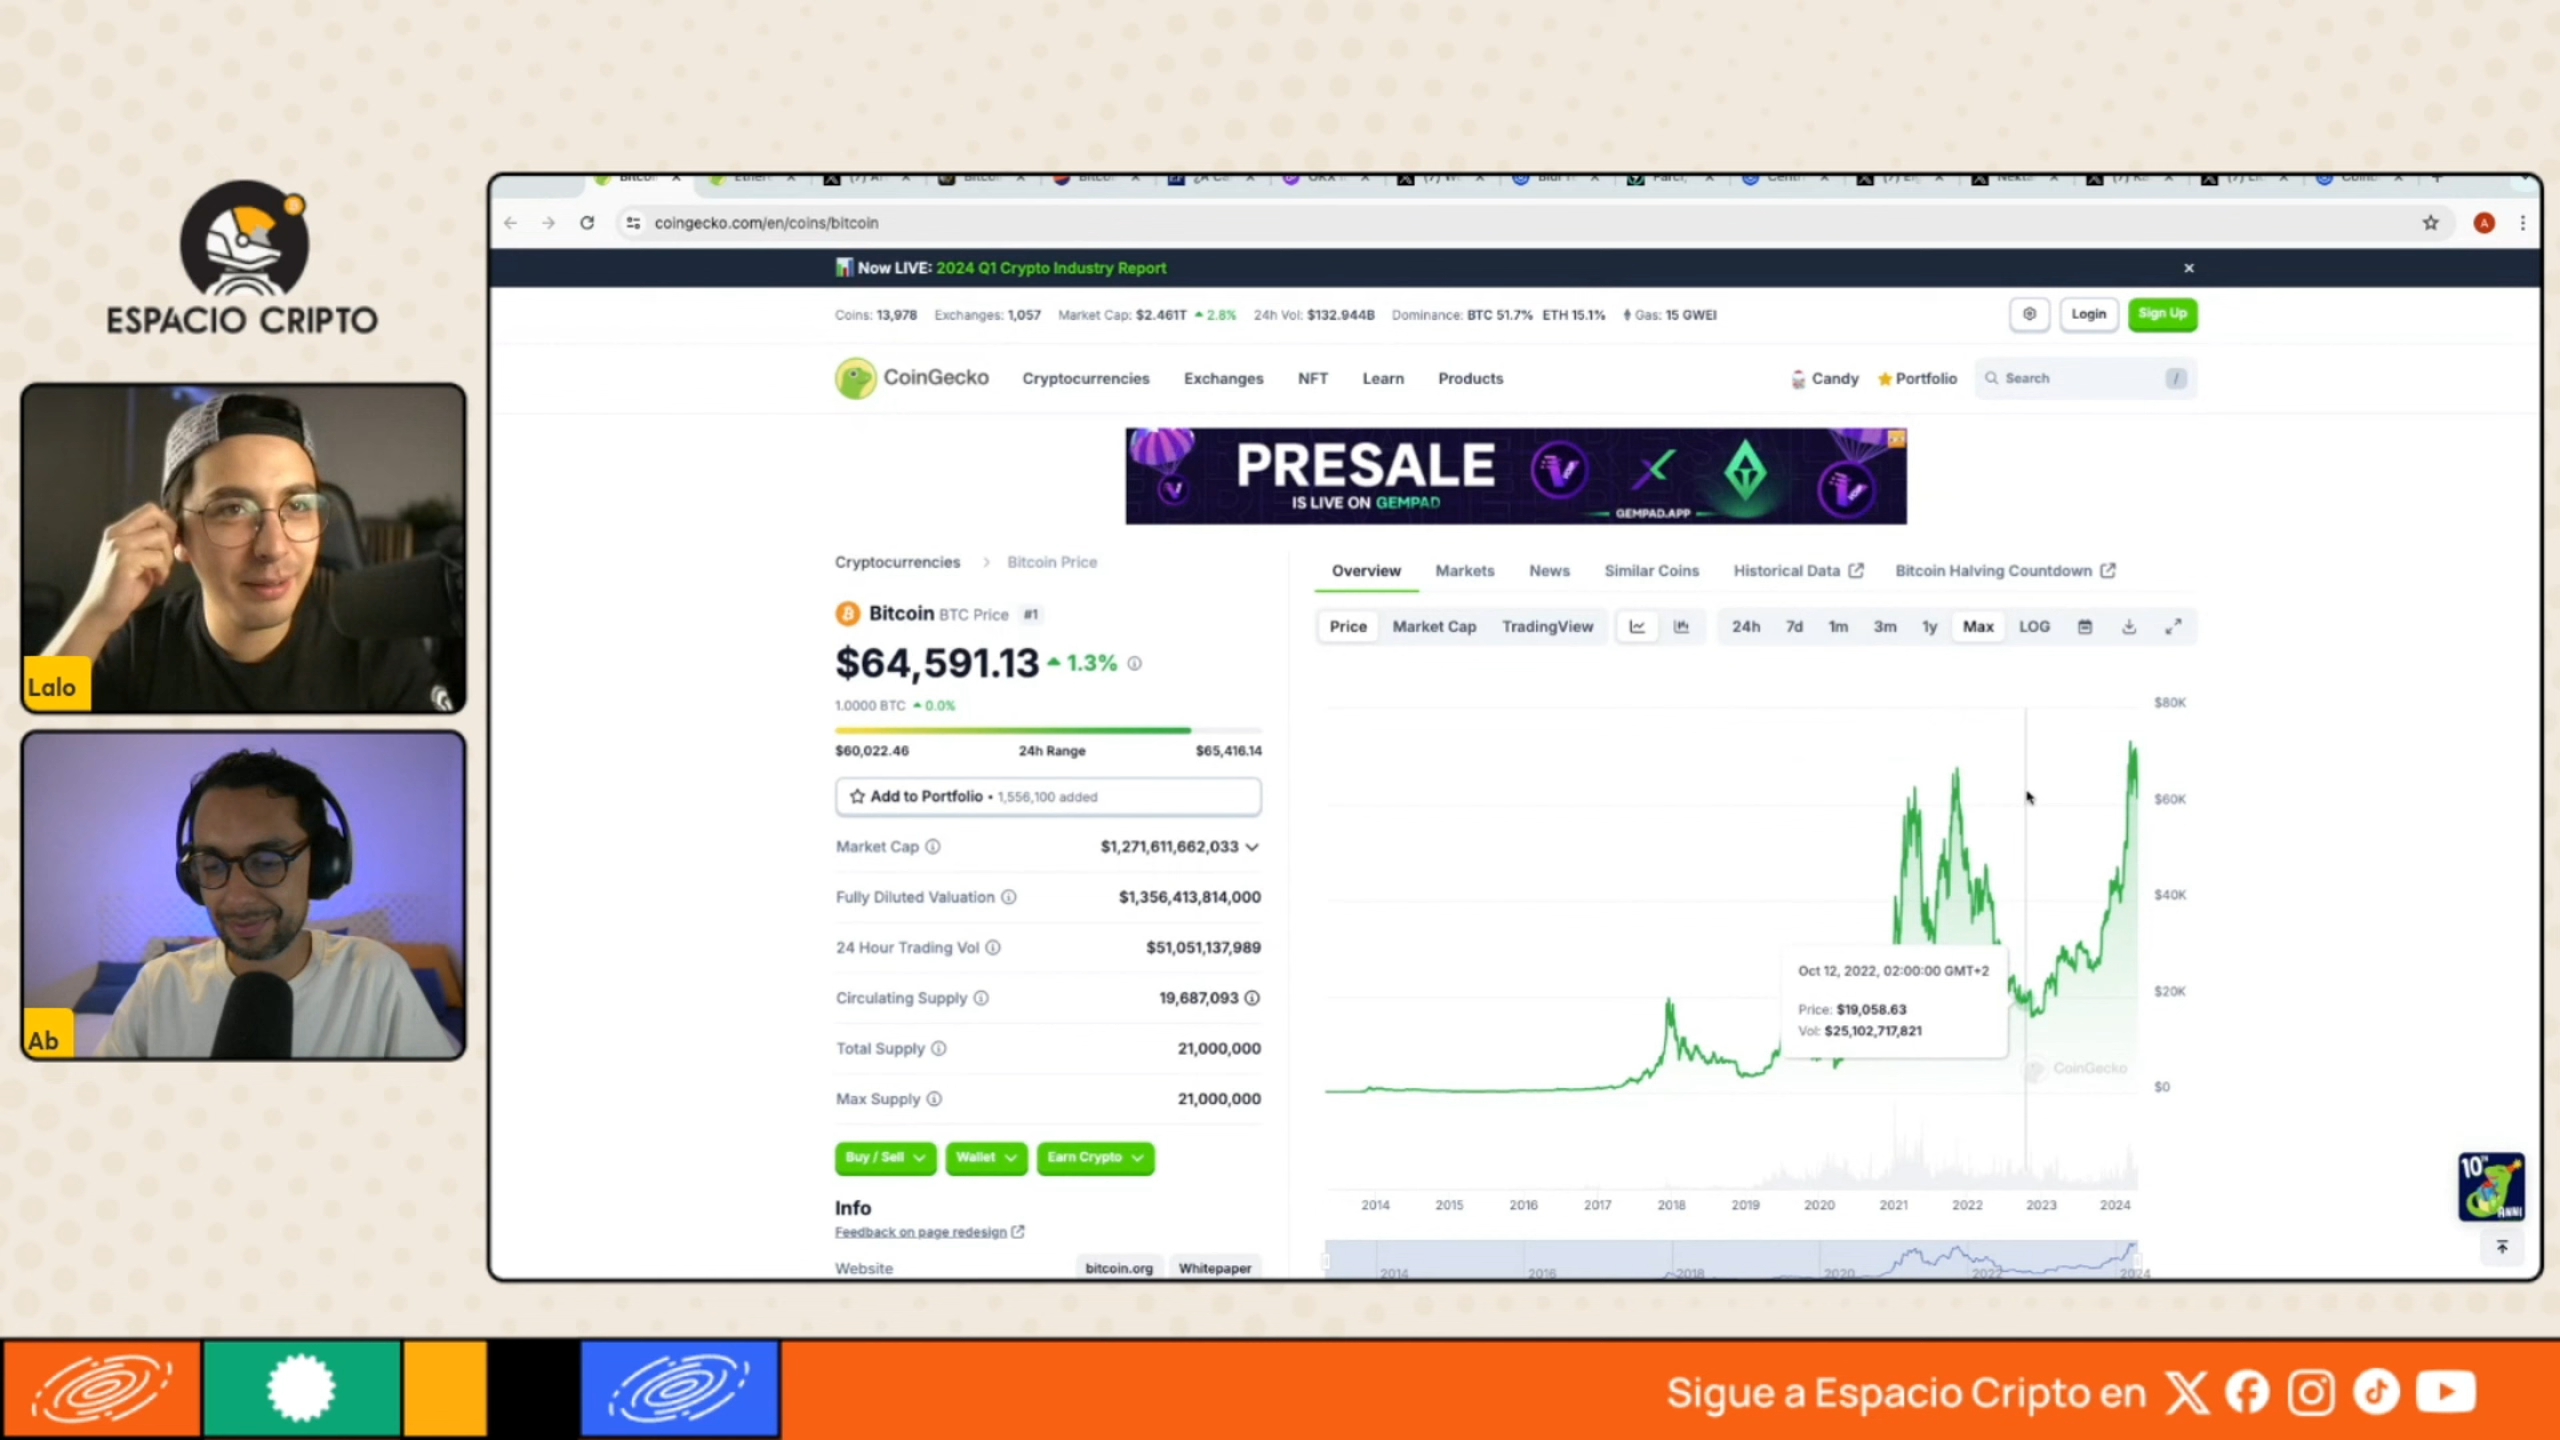 ESPACIO CRIPTO
Lalo
Ab
coingecko.com/en/coins/bitcoin
A
Now LIVE: 2024 Q1 Crypto Industry Report
Coins: 13,978 Exchanges: 1,057 Market Cap: $2.461T 2.8% 24h Vol: $132.944B Dominance: BTC 51.7% ETH 15.1% Gas: 15 GWEI
Login
Sign Up
CoinGecko
Cryptocurrencies Exchanges NFT Learn Products
Candy Portfolio Search /
PRESALE
IS LIVE ON GEMPAD
GEMPAD.APP
Cryptocurrencies > Bitcoin Price
Bitcoin BTC Price #1
$64,591.13 1.3%
1.0000 BTC 0.0%
$60,022.46 24h Range $65,416.14
Add to Portfolio • 1,556,100 added
Market Cap $1,271,611,662,033
Fully Diluted Valuation $1,356,413,814,000
24 Hour Trading Vol $51,051,137,989
Circulating Supply 19,687,093
Total Supply 21,000,000
Max Supply 21,000,000
Buy / Sell Wallet Earn Crypto
Info
Feedback on page redesign
Website bitcoin.org Whitepaper
Overview Markets News Similar Coins Historical Data Bitcoin Halving Countdown
Price Market Cap TradingView 24h 7d 1m 3m 1y Max LOG
$80K
$60K
$40K
$20K
$0
Oct 12, 2022, 02:00:00 GMT+2
Price: $19,058.63
Vol: $25,102,717,821
CoinGecko
2014 2015 2016 2017 2018 2019 2020 2021 2022 2023 2024
2014 2016 2018 2020 2022 2024
10
ANNI
Sigue a Espacio Cripto en